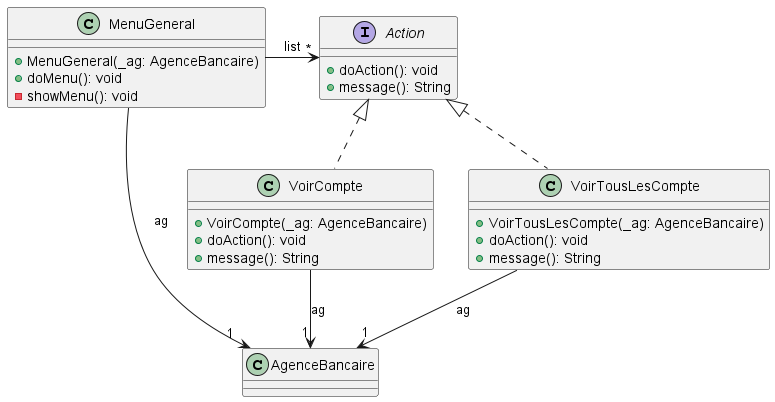 C MenuGeneral
MenuGeneral(_ag: AgenceBancaire)
doMenu(): void
showMenu(): void
list *
I Action
doAction(): void
message(): String
C VoirCompte
VoirCompte(_ag: AgenceBancaire)
doAction(): void
message(): String
C VoirTousLesCompte
VoirTousLesCompte(_ag: AgenceBancaire)
doAction(): void
message(): String
ag
ag
ag
1
1
1
C AgenceBancaire